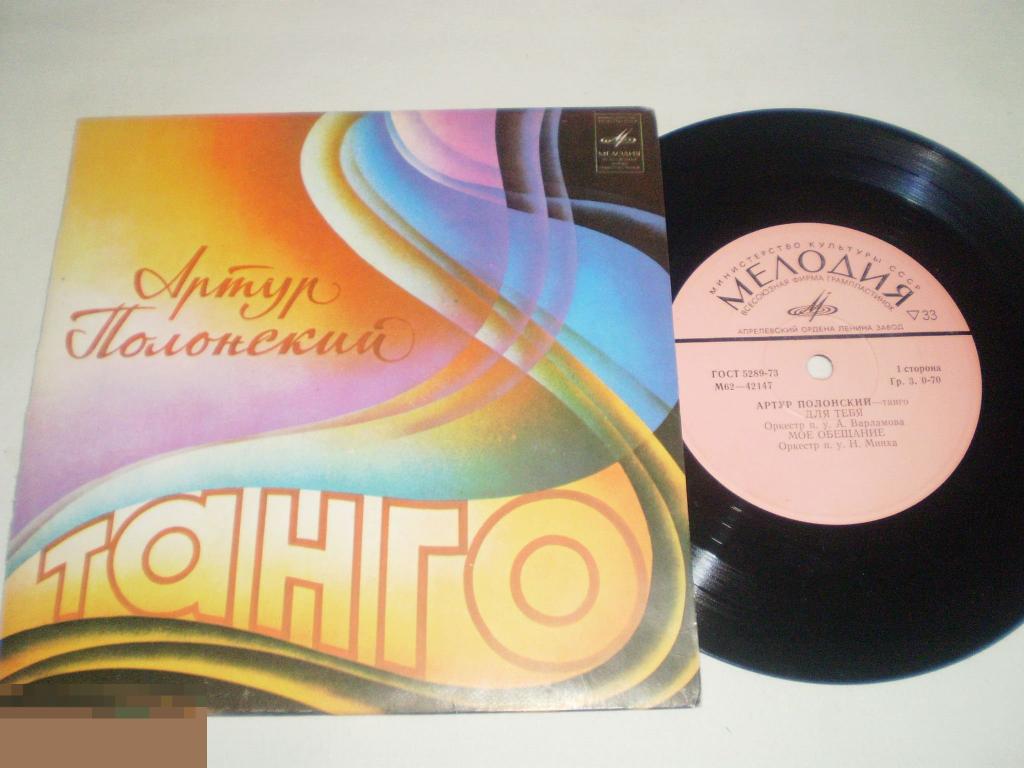 Артур
Полонский
танго
МЕЛОДИЯ
МИНИСТЕРСТВО КУЛЬТУРЫ СССР
МЕЛОДИЯ
ВСЕСОЮЗНАЯ ФИРМА ГРАМПЛАСТИНОК
▽33
АПРЕЛЕВСКИЙ ОРДЕНА ЛЕНИНА ЗАВОД
ГОСТ 5289-73
М62—42147
1 сторона
Гр. 3. 0-70
АРТУР ПОЛОНСКИЙ—танго
ДЛЯ ТЕБЯ
Оркестр п. у. А. Варламова
МОЕ ОБЕЩАНИЕ
Оркестр п. у. Н. Минха